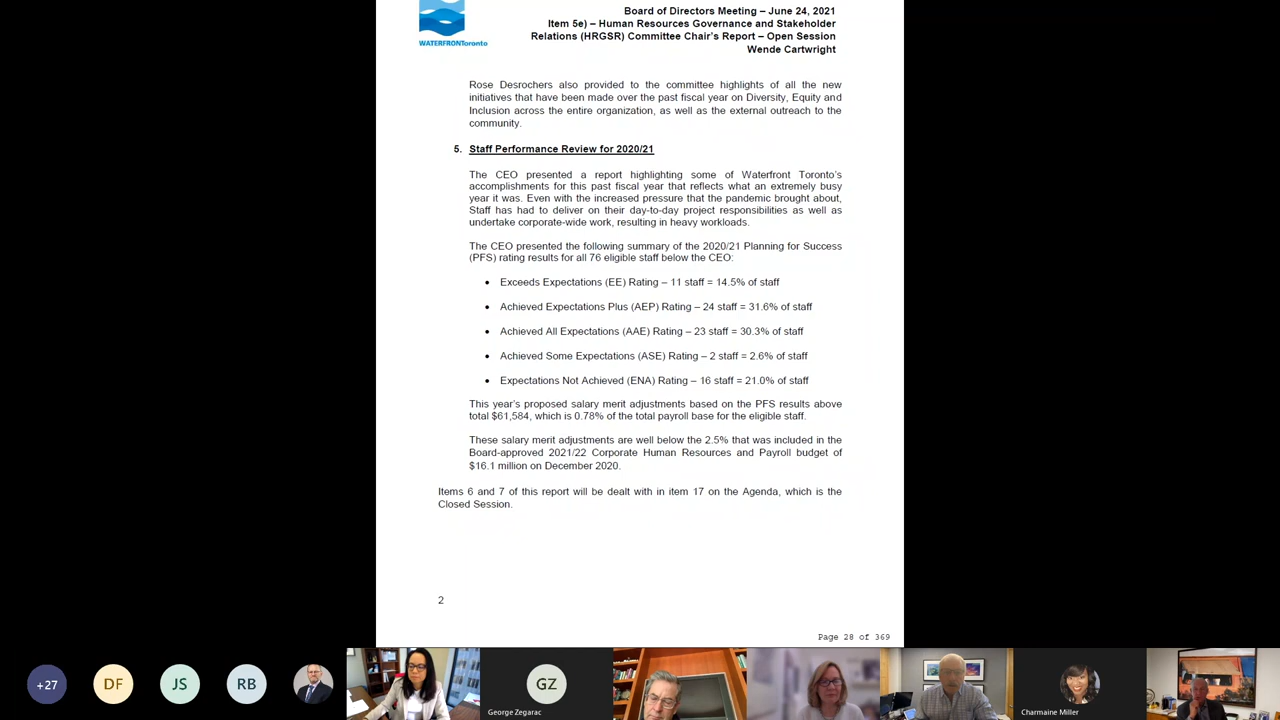 WATERFRONToronto
Board of Directors Meeting – June 24, 2021
Item 5e) – Human Resources Governance and Stakeholder
Relations (HRGSR) Committee Chair's Report – Open Session
Wende Cartwright
Rose Desrochers also provided to the committee highlights of all the new
initiatives that have been made over the past fiscal year on Diversity, Equity and
Inclusion across the entire organization, as well as the external outreach to the
community.
5. Staff Performance Review for 2020/21
The CEO presented a report highlighting some of Waterfront Toronto's
accomplishments for this past fiscal year that reflects what an extremely busy
year it was. Even with the increased pressure that the pandemic brought about,
Staff has had to deliver on their day-to-day project responsibilities as well as
undertake corporate-wide work, resulting in heavy workloads.
The CEO presented the following summary of the 2020/21 Planning for Success
(PFS) rating results for all 76 eligible staff below the CEO:
• Exceeds Expectations (EE) Rating – 11 staff = 14.5% of staff
• Achieved Expectations Plus (AEP) Rating – 24 staff = 31.6% of staff
• Achieved All Expectations (AAE) Rating – 23 staff = 30.3% of staff
• Achieved Some Expectations (ASE) Rating – 2 staff = 2.6% of staff
• Expectations Not Achieved (ENA) Rating – 16 staff = 21.0% of staff
This year's proposed salary merit adjustments based on the PFS results above
total $61,584, which is 0.78% of the total payroll base for the eligible staff.
These salary merit adjustments are well below the 2.5% that was included in the
Board-approved 2021/22 Corporate Human Resources and Payroll budget of
$16.1 million on December 2020.
Items 6 and 7 of this report will be dealt with in item 17 on the Agenda, which is the
Closed Session.
2
Page 28 of 369
+27
DF
JS
RB
GZ
George Zegarac
Charmaine Miller